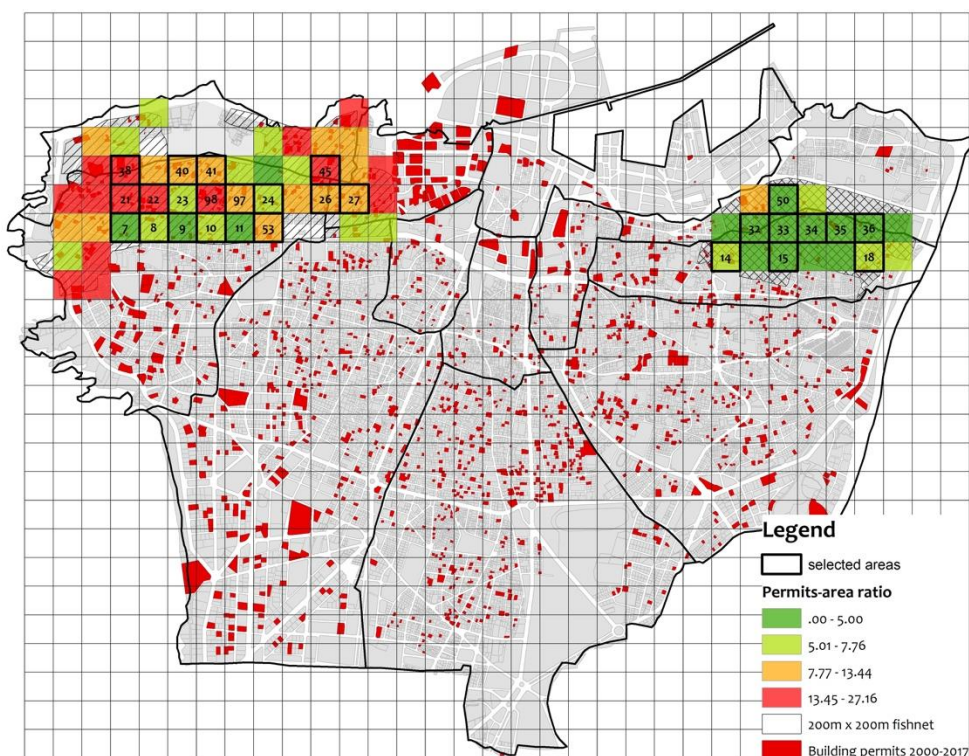 38 40 41 45
21 22 23 98 97 24 26 27
7 8 9 10 11 53
50
32 33 34 35 36
14 15 18
Legend
selected areas
Permits-area ratio
.00 - 5.00
5.01 - 7.76
7.77 - 13.44
13.45 - 27.16
200m x 200m fishnet
Building permits 2000-2017